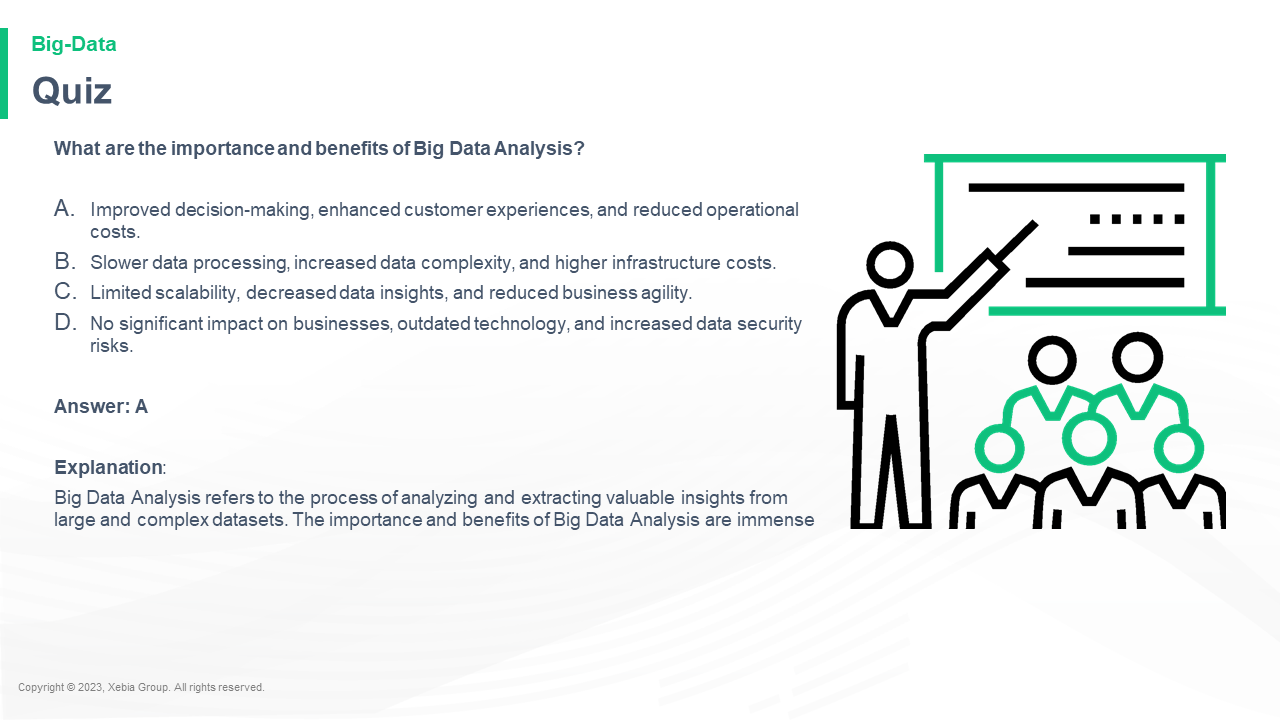 Big-Data
Quiz
What are the importance and benefits of Big Data Analysis?
A. Improved decision-making, enhanced customer experiences, and reduced operational
costs.
B. Slower data processing, increased data complexity, and higher infrastructure costs.
C. Limited scalability, decreased data insights, and reduced business agility.
D. No significant impact on businesses, outdated technology, and increased data security
risks.
Answer: A
Explanation:
Big Data Analysis refers to the process of analyzing and extracting valuable insights from
large and complex datasets. The importance and benefits of Big Data Analysis are immense
Copyright © 2023, Xebia Group. All rights reserved.